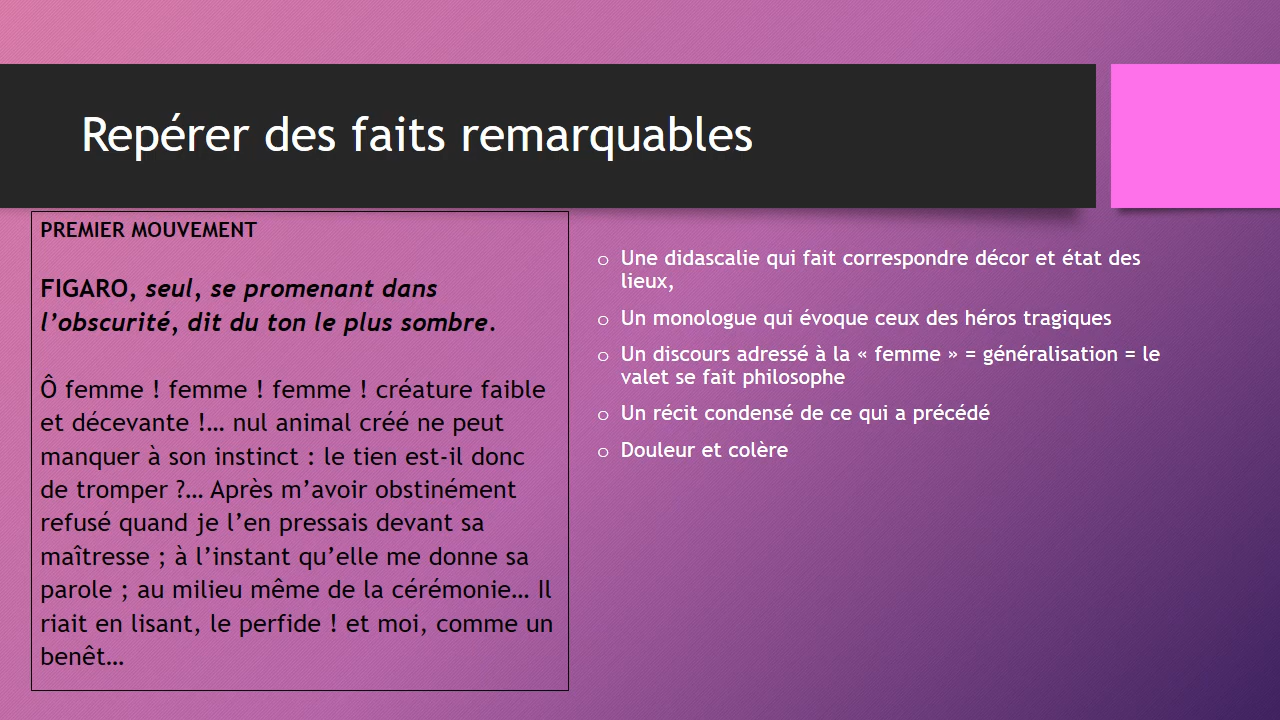 Repérer des faits remarquables
PREMIER MOUVEMENT
FIGARO, seul, se promenant dans
l’obscurité, dit du ton le plus sombre.
Ô femme ! femme ! femme ! créature faible
et décevante !… nul animal créé ne peut
manquer à son instinct : le tien est-il donc
de tromper ?… Après m’avoir obstinément
refusé quand je l’en pressais devant sa
maîtresse ; à l’instant qu’elle me donne sa
parole ; au milieu même de la cérémonie… Il
riait en lisant, le perfide ! et moi, comme un
benêt…
o Une didascalie qui fait correspondre décor et état des
lieux,
o Un monologue qui évoque ceux des héros tragiques
o Un discours adressé à la « femme » = généralisation = le
valet se fait philosophe
o Un récit condensé de ce qui a précédé
o Douleur et colère